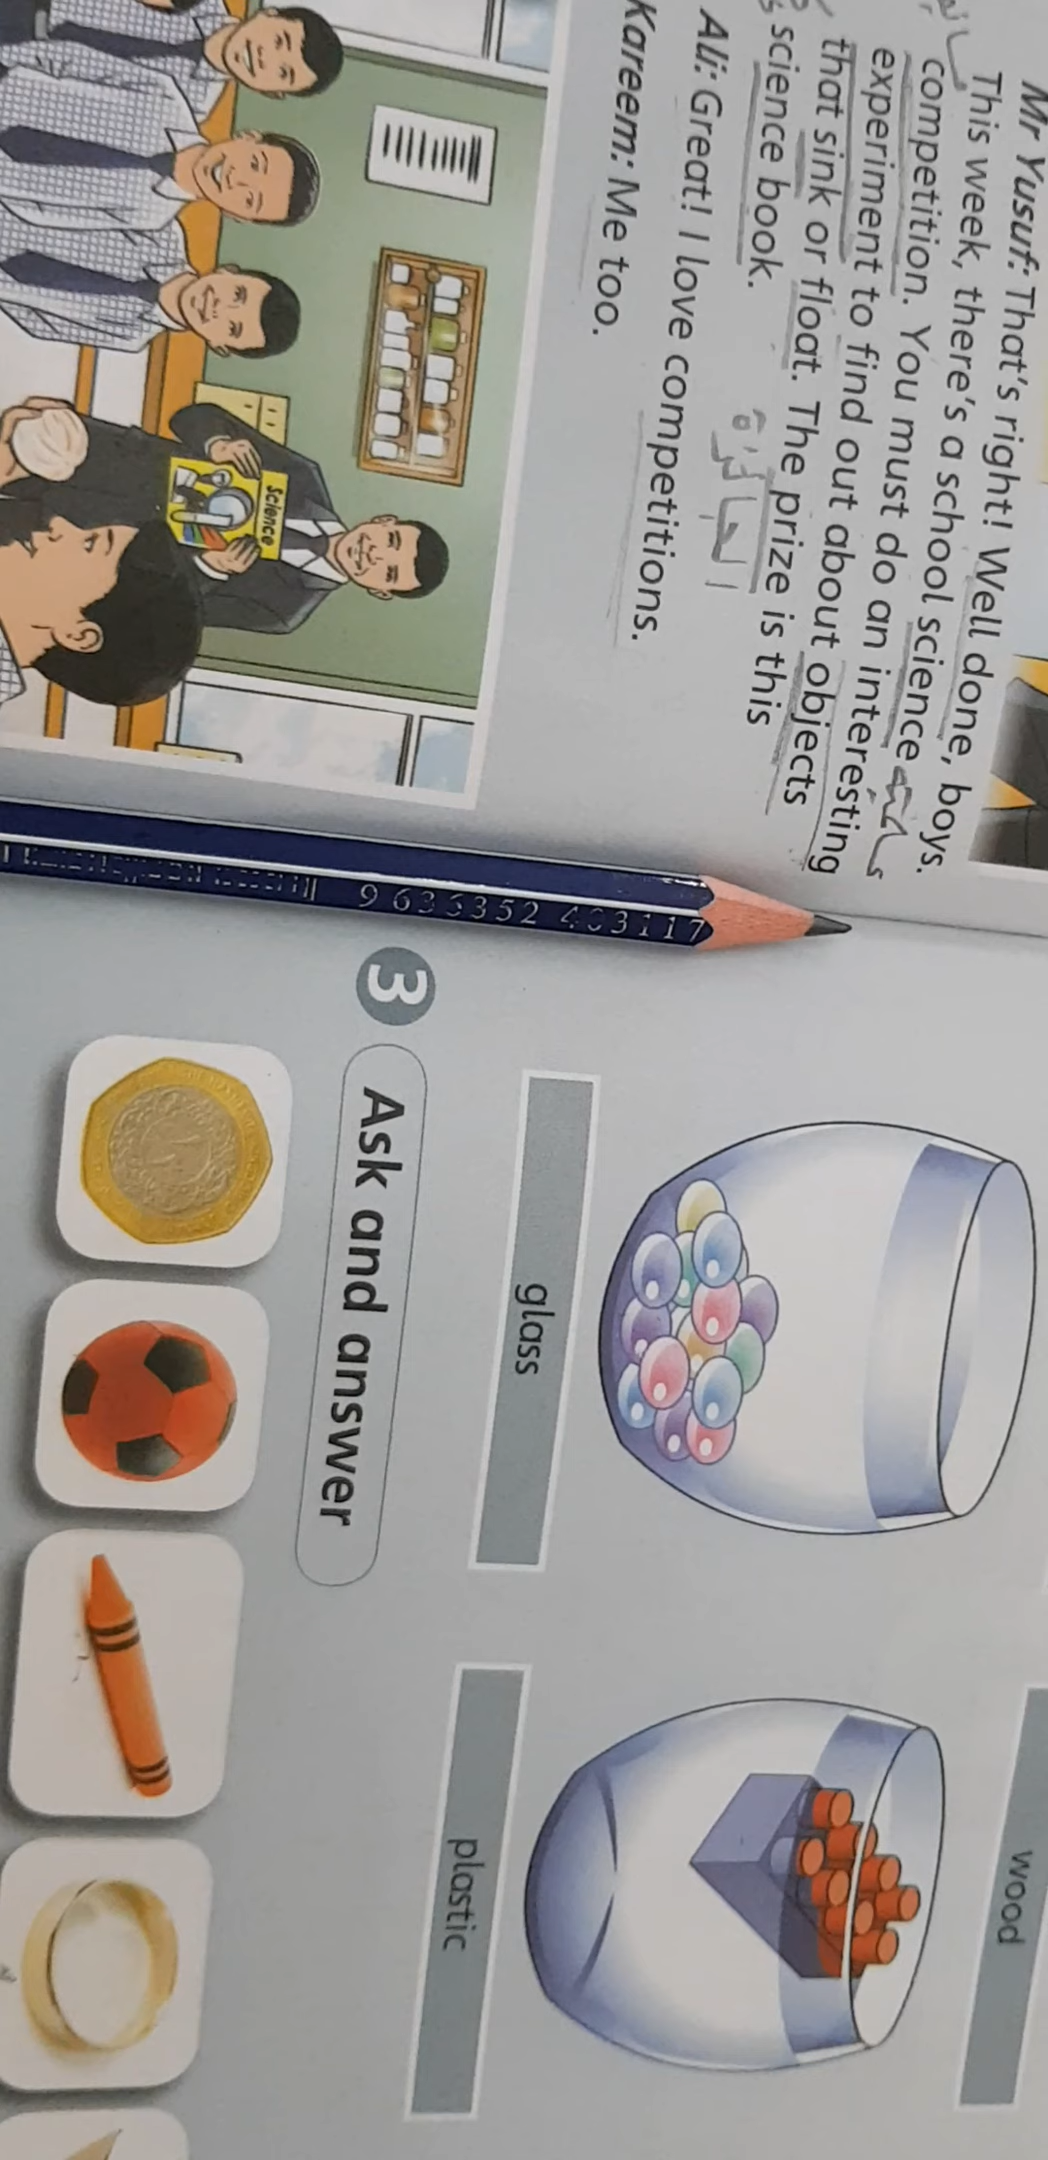 Mr Yusuf: That's right! Well done, boys.
This week, there's a school science
competition. You must do an interesting
experiment to find out about objects
that sink or float. The prize is this
science book.
Ali: Great! I love competitions.
Kareem: Me too.
الجائزة
Science
wood
glass
plastic
3 Ask and answer